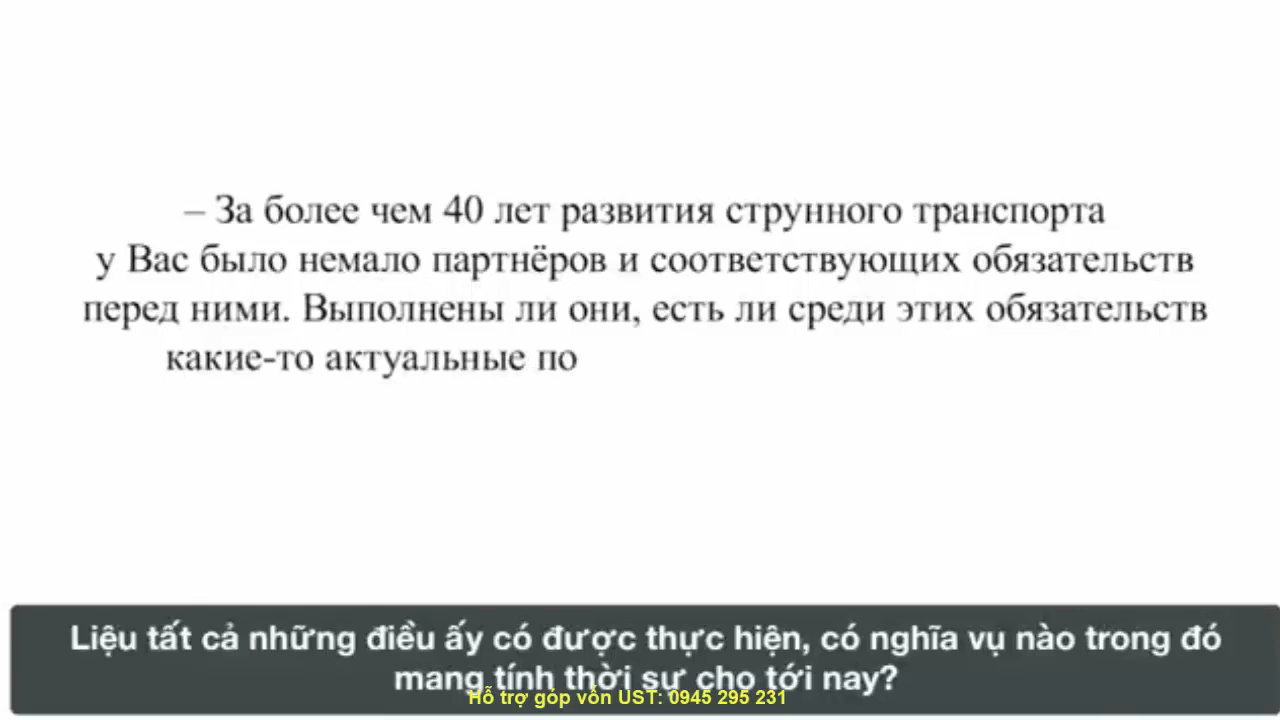 – За более чем 40 лет развития струнного транспорта
у Вас было немало партнёров и соответствующих обязательств
перед ними. Выполнены ли они, есть ли среди этих обязательств
какие-то актуальные по
Liệu tất cả những điều ấy có được thực hiện, có nghĩa vụ nào trong đó
mang tính thời sự cho tới nay?
Hỗ trợ góp vốn UST: 0945 295 231